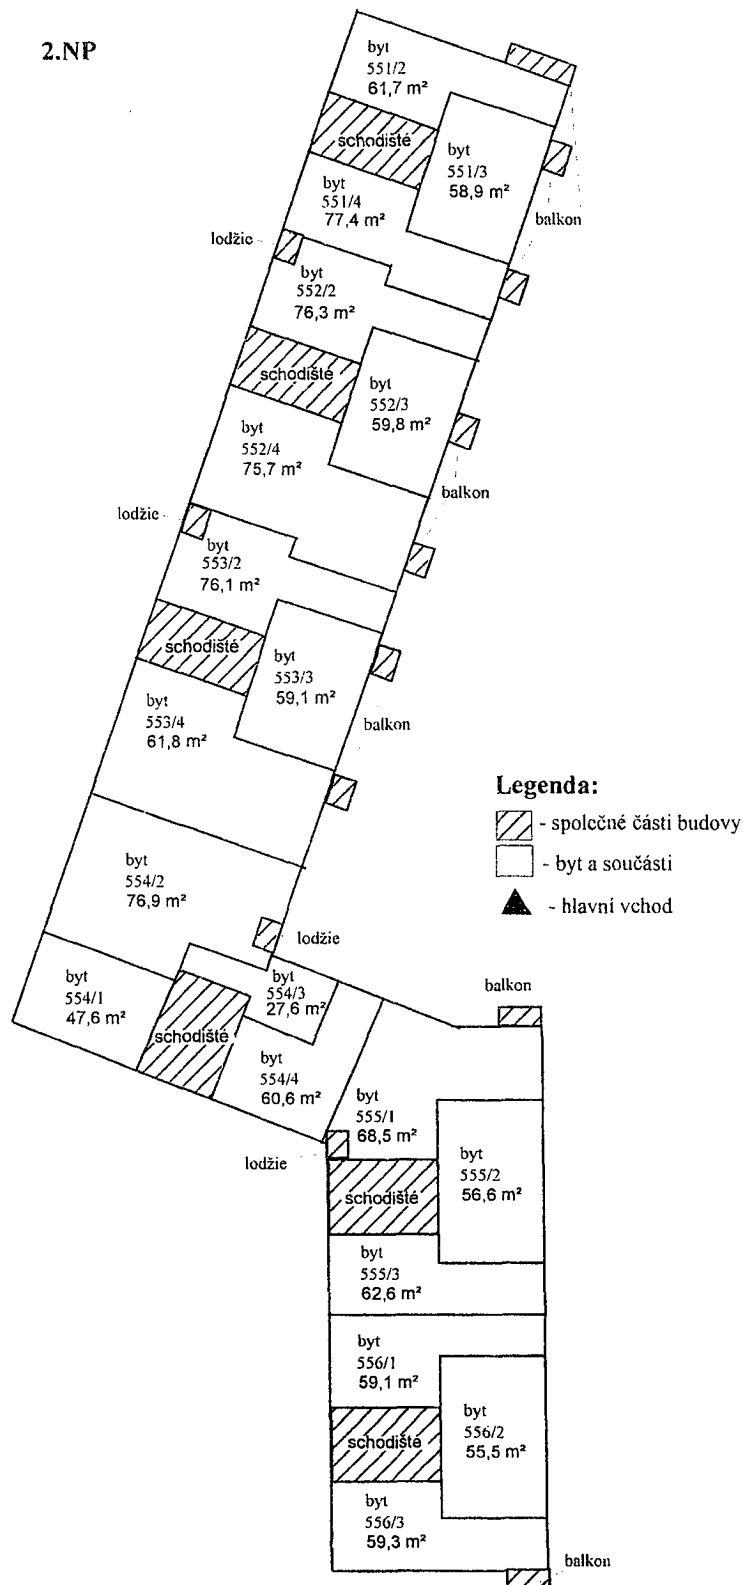 2.NP
byt
551/2
61,7 m²
schodiště
byt
551/3
58,9 m²
byt
551/4
77,4 m²
balkon
lodžie
byt
552/2
76,3 m²
schodiště
byt
552/3
59,8 m²
byt
552/4
75,7 m²
balkon
lodžie
byt
553/2
76,1 m²
schodiště
byt
553/3
59,1 m²
byt
553/4
61,8 m²
balkon
Legenda:
- společné části budovy
- byt a součásti
- hlavní vchod
byt
554/2
76,9 m²
lodžie
byt
554/1
47,6 m²
byt
554/3
27,6 m²
schodiště
byt
554/4
60,6 m²
balkon
byt
555/1
68,5 m²
lodžie
byt
555/2
56,6 m²
schodiště
byt
555/3
62,6 m²
byt
556/1
59,1 m²
byt
556/2
55,5 m²
schodiště
byt
556/3
59,3 m²
balkon